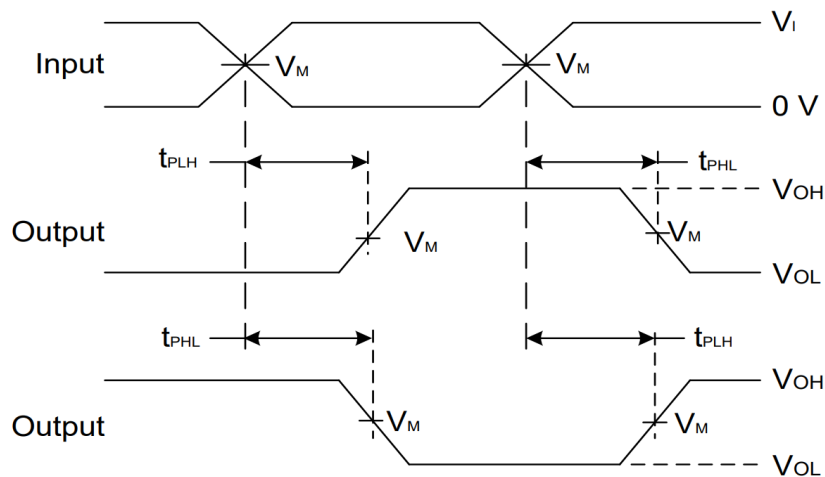 VI
Input
VM
VM
0 V
tPLH
tPHL
VOH
Output
VM
VM
VOL
tPHL
tPLH
VOH
Output
VM
VM
VOL